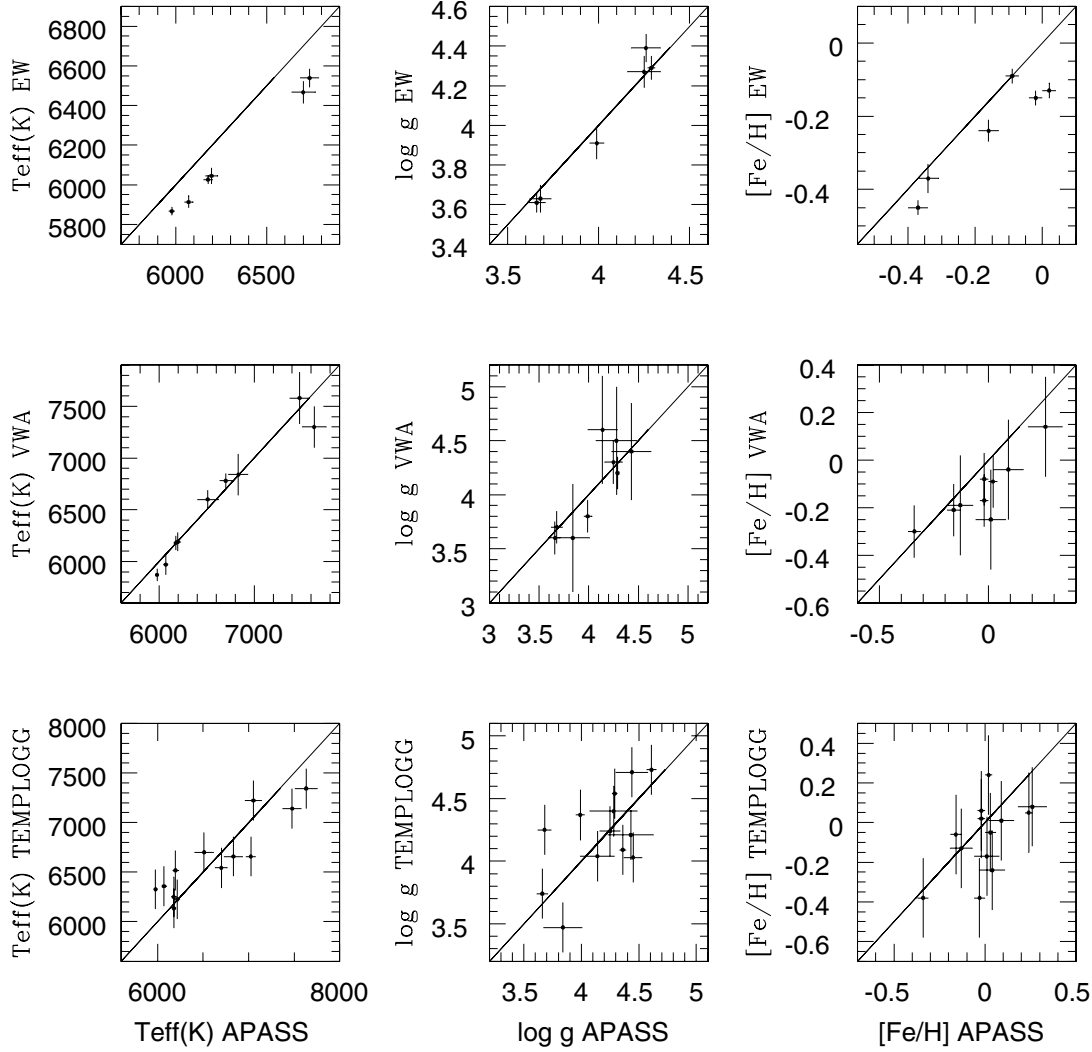 Teff(K) EW
6800
6600
6400
6200
6000
5800
6000 6500
log g EW
4.6
4.4
4.2
4
3.8
3.6
3.4
3.5 4 4.5
[Fe/H] EW
0
-0.2
-0.4
-0.4 -0.2 0
Teff(K) VWA
7500
7000
6500
6000
6000 7000
log g VWA
5
4.5
4
3.5
3
3 3.5 4 4.5 5
[Fe/H] VWA
0.4
0.2
0
-0.2
-0.4
-0.6
-0.5 0
Teff(K) TEMPLOGG
8000
7500
7000
6500
6000
6000 8000
Teff(K) APASS
log g TEMPLOGG
5
4.5
4
3.5
3.5 4 4.5 5
log g APASS
[Fe/H] TEMPLOGG
0.4
0.2
0
-0.2
-0.4
-0.6
-0.5 0 0.5
[Fe/H] APASS